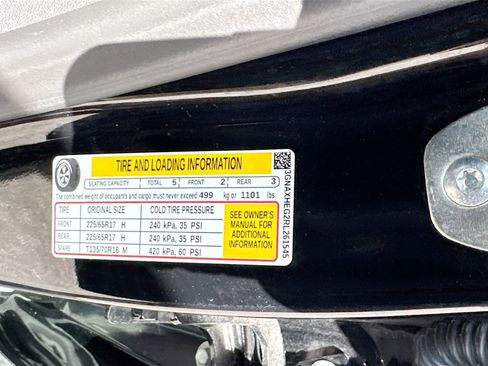 TIRE AND LOADING INFORMATION
SEATING CAPACITY TOTAL 5 FRONT 2 REAR 3
The combined weight of occupants and cargo must never exceed 499 kg or 1101 lbs.
TIRE ORIGINAL SIZE COLD TIRE PRESSURE
FRONT 225/65R17 H 240 kPa, 35 PSI
REAR 225/65R17 H 240 kPa, 35 PSI
SPARE T135/70R16 M 420 kPa, 60 PSI
SEE OWNER'S
MANUAL FOR
ADDITIONAL
INFORMATION
3GNAXHEG2RL261545